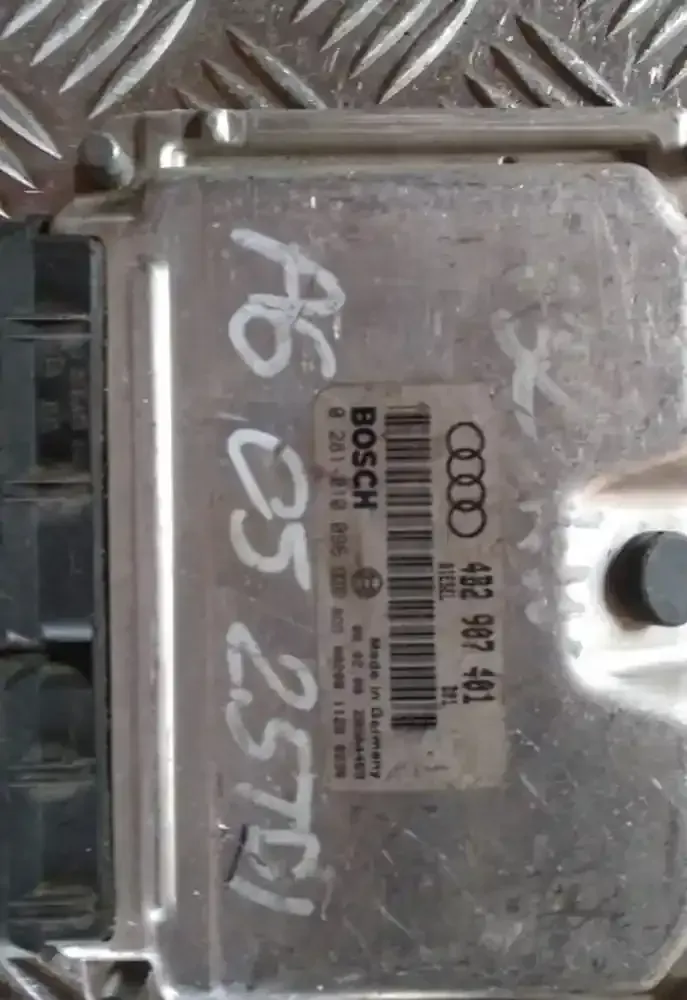 A6 C5 2.5TDI
4B2 907 401
DIESEL
BOSCH
0 281 010 096
Made in Germany